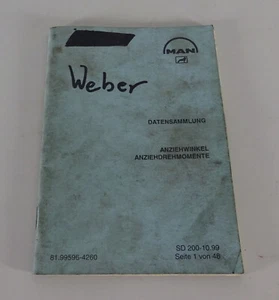 MAN
Weber
DATENSAMMLUNG
ANZIEHWINKEL
ANZIEHDREHMOMENTE
81.99596-4260
SD 200-10.99
Seite 1 von 48